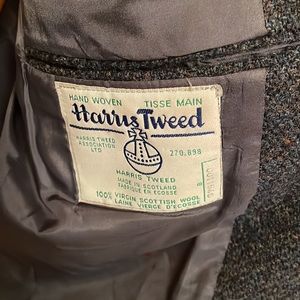 HAND WOVEN TISSE MAIN
Harris Tweed
HARRIS TWEED
ASSOCIATION
LTD
270,898
HARRIS TWEED
MADE IN SCOTLAND
FABRIQUE EN ECOSSE
100% VIRGIN SCOTTISH WOOL
LAINE VIERGE D'ECOSSE